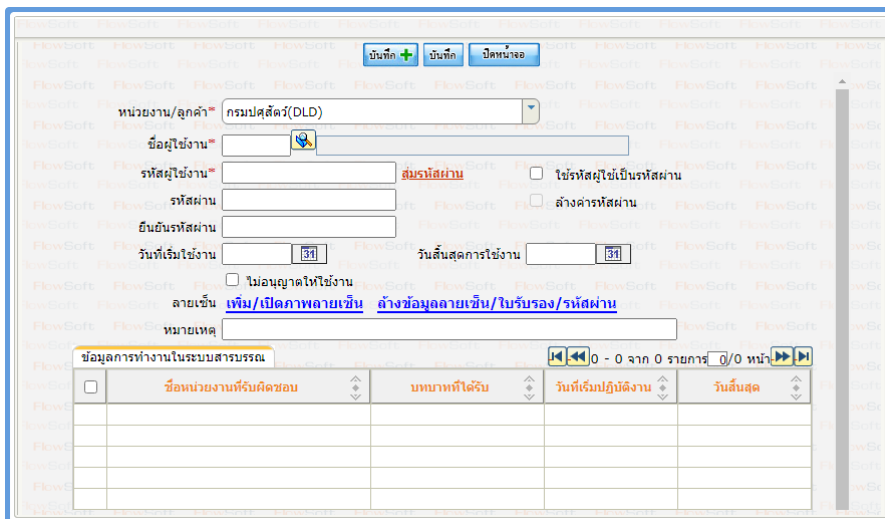 บันทึก บันทึก ปิดหน้าจอ
หน่วยงาน/ลูกค้า* กรมปศุสัตว์(DLD)
ชื่อผู้ใช้งาน*
รหัสผู้ใช้งาน* สุ่มรหัสผ่าน ใช้รหัสผู้ใช้เป็นรหัสผ่าน
รหัสผ่าน ล้างค่ารหัสผ่าน
ยืนยันรหัสผ่าน
วันที่เริ่มใช้งาน 31 วันสิ้นสุดการใช้งาน 31
ไม่อนุญาตให้ใช้งาน
ลายเซ็น เพิ่ม/เปิดภาพลายเซ็น ล้างข้อมูลลายเซ็น/ใบรับรอง/รหัสผ่าน
หมายเหตุ
ข้อมูลการทำงานในระบบสารบรรณ 0 - 0 จาก 0 รายการ 0/0 หน้า
ชื่อหน่วยงานที่รับผิดชอบ บทบาทที่ได้รับ วันที่เริ่มปฏิบัติงาน วันสิ้นสุด
FlowSoft